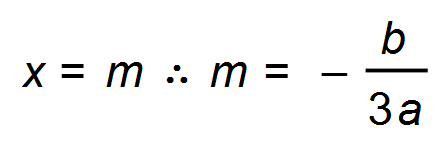 x = m ∴ m = − b/3a